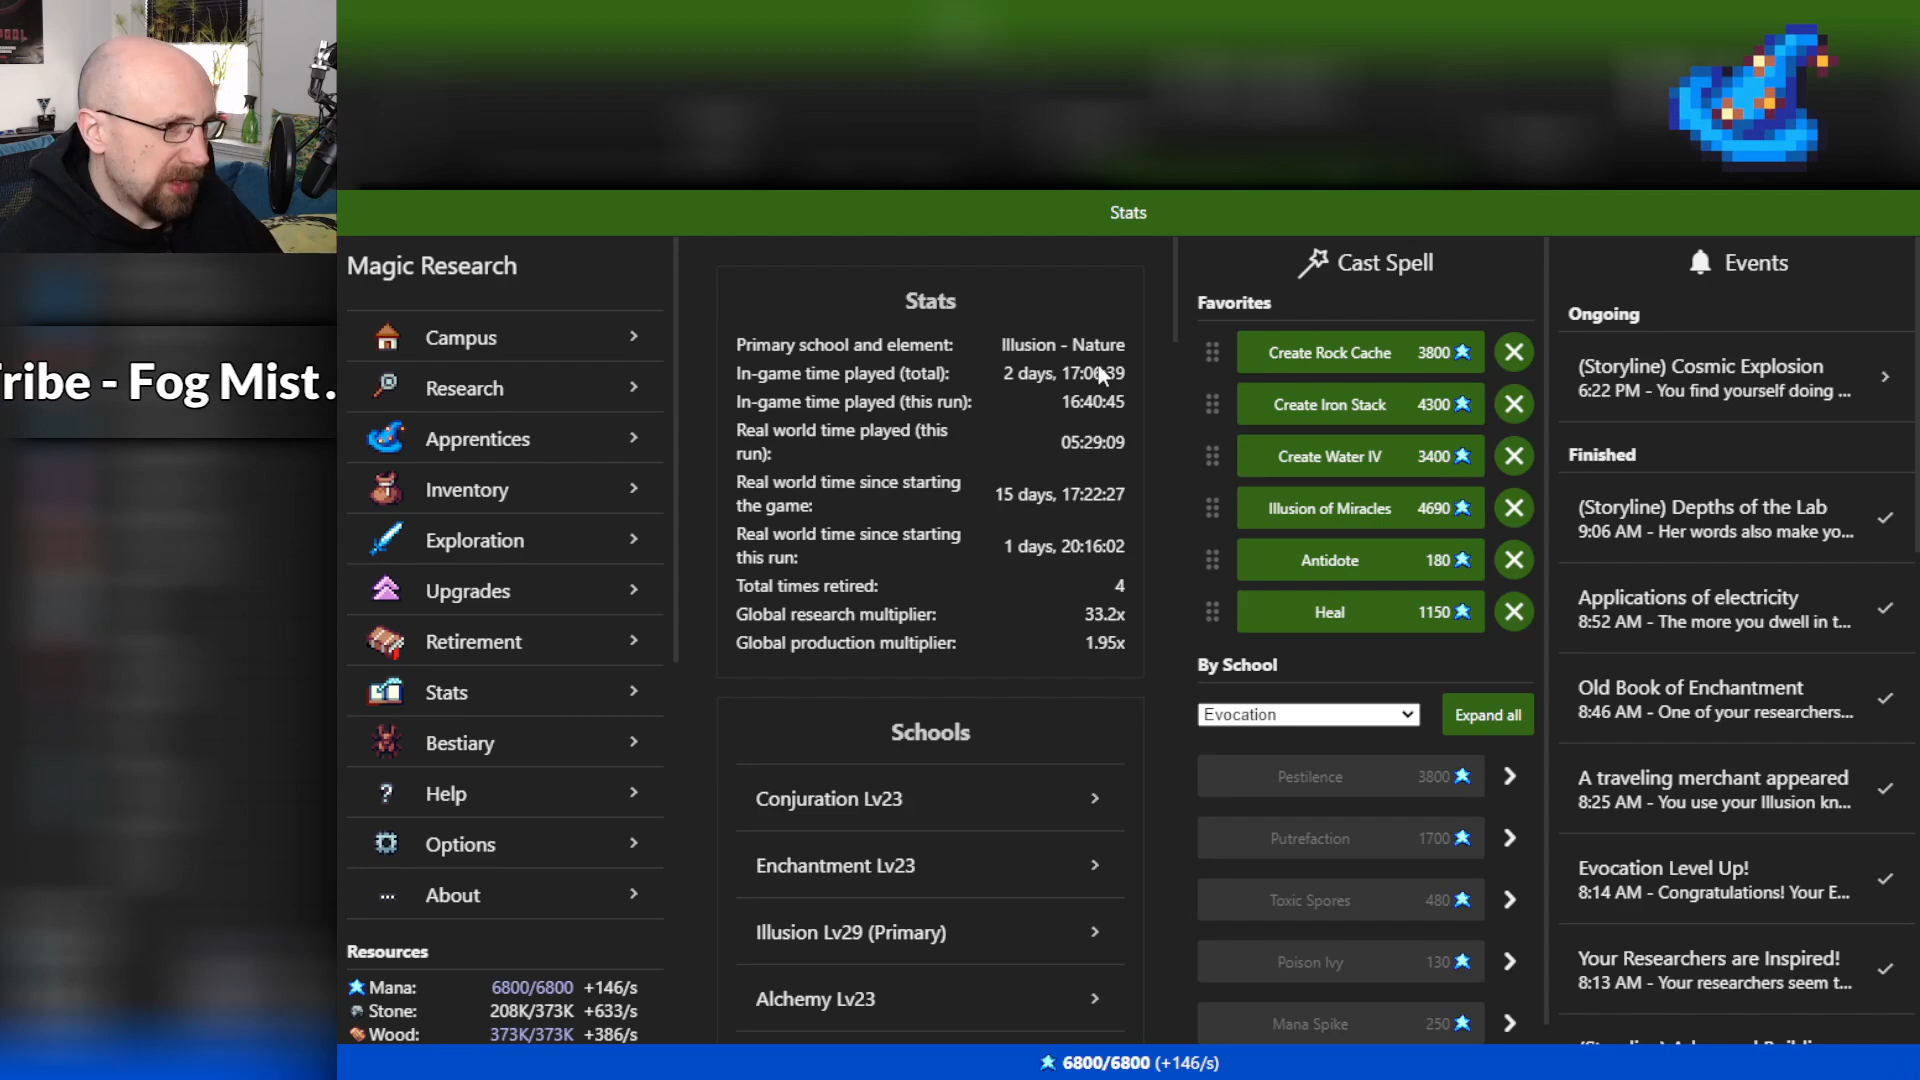 Stats
Tribe - Fog Mist.
Magic Research
Campus
Research
Apprentices
Inventory
Exploration
Upgrades
Retirement
Stats
Bestiary
? Help
Options
... About
Resources
Mana: 6800/6800 +146/s
Stone: 208K/373K +633/s
Wood: 373K/373K +386/s
Stats
Primary school and element: Illusion - Nature
In-game time played (total): 2 days, 17:06:39
In-game time played (this run): 16:40:45
Real world time played (this
run): 05:29:09
Real world time since starting
the game: 15 days, 17:22:27
Real world time since starting
this run: 1 days, 20:16:02
Total times retired: 4
Global research multiplier: 33.2x
Global production multiplier: 1.95x
Schools
Conjuration Lv23
Enchantment Lv23
Illusion Lv29 (Primary)
Alchemy Lv23
Cast Spell
Favorites
Create Rock Cache 3800
Create Iron Stack 4300
Create Water IV 3400
Illusion of Miracles 4690
Antidote 180
Heal 1150
By School
Evocation Expand all
Pestilence 3800
Putrefaction 1700
Toxic Spores 480
Poison Ivy 130
Mana Spike 250
Events
Ongoing
(Storyline) Cosmic Explosion
6:22 PM - You find yourself doing ...
Finished
(Storyline) Depths of the Lab
9:06 AM - Her words also make yo...
Applications of electricity
8:52 AM - The more you dwell in t...
Old Book of Enchantment
8:46 AM - One of your researchers...
A traveling merchant appeared
8:25 AM - You use your Illusion kn...
Evocation Level Up!
8:14 AM - Congratulations! Your E...
Your Researchers are Inspired!
8:13 AM - Your researchers seem t...
6800/6800 (+146/s)